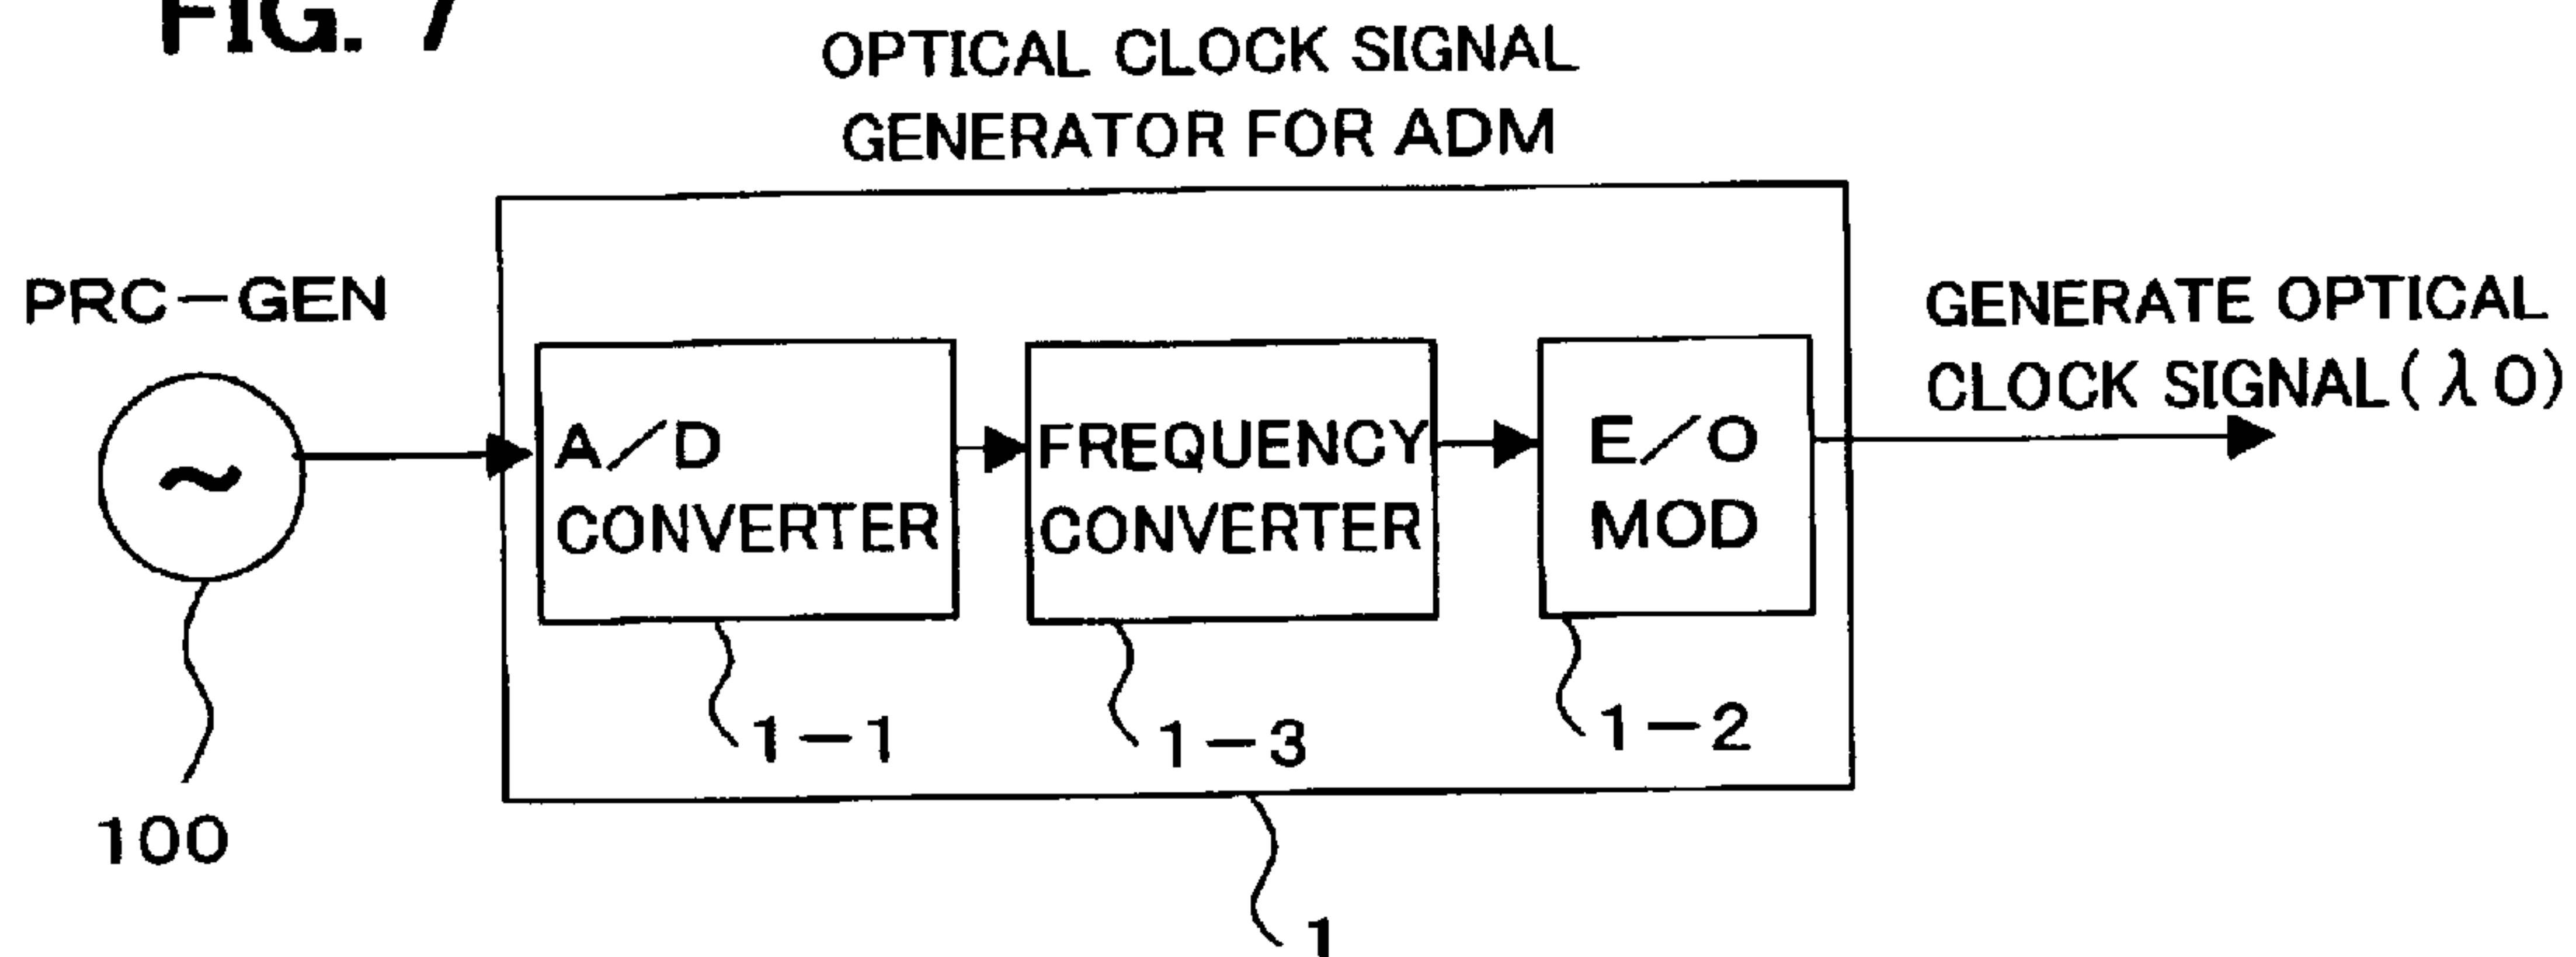 FIG. 7
OPTICAL CLOCK SIGNAL
GENERATOR FOR ADM
PRC-GEN
GENERATE OPTICAL
CLOCK SIGNAL(λ0)
~
A/D
CONVERTER
FREQUENCY
CONVERTER
E/O
MOD
1-1
1-3
1-2
100
1